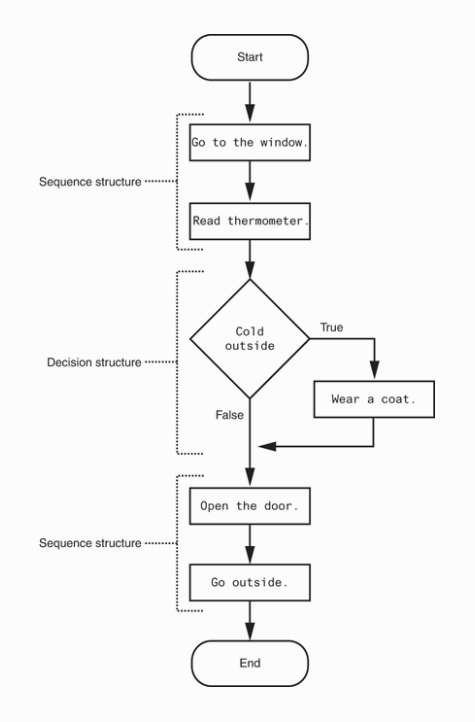 Start
Go to the window.
Sequence structure
Read thermometer.
Cold
outside
True
Decision structure
Wear a coat.
False
Open the door.
Sequence structure
Go outside.
End